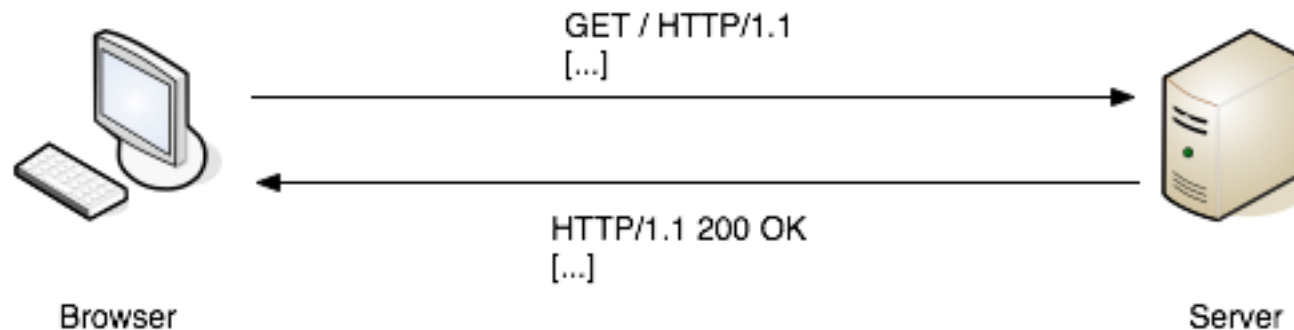 GET / HTTP/1.1
[...]
HTTP/1.1 200 OK
[...]
Browser
Server